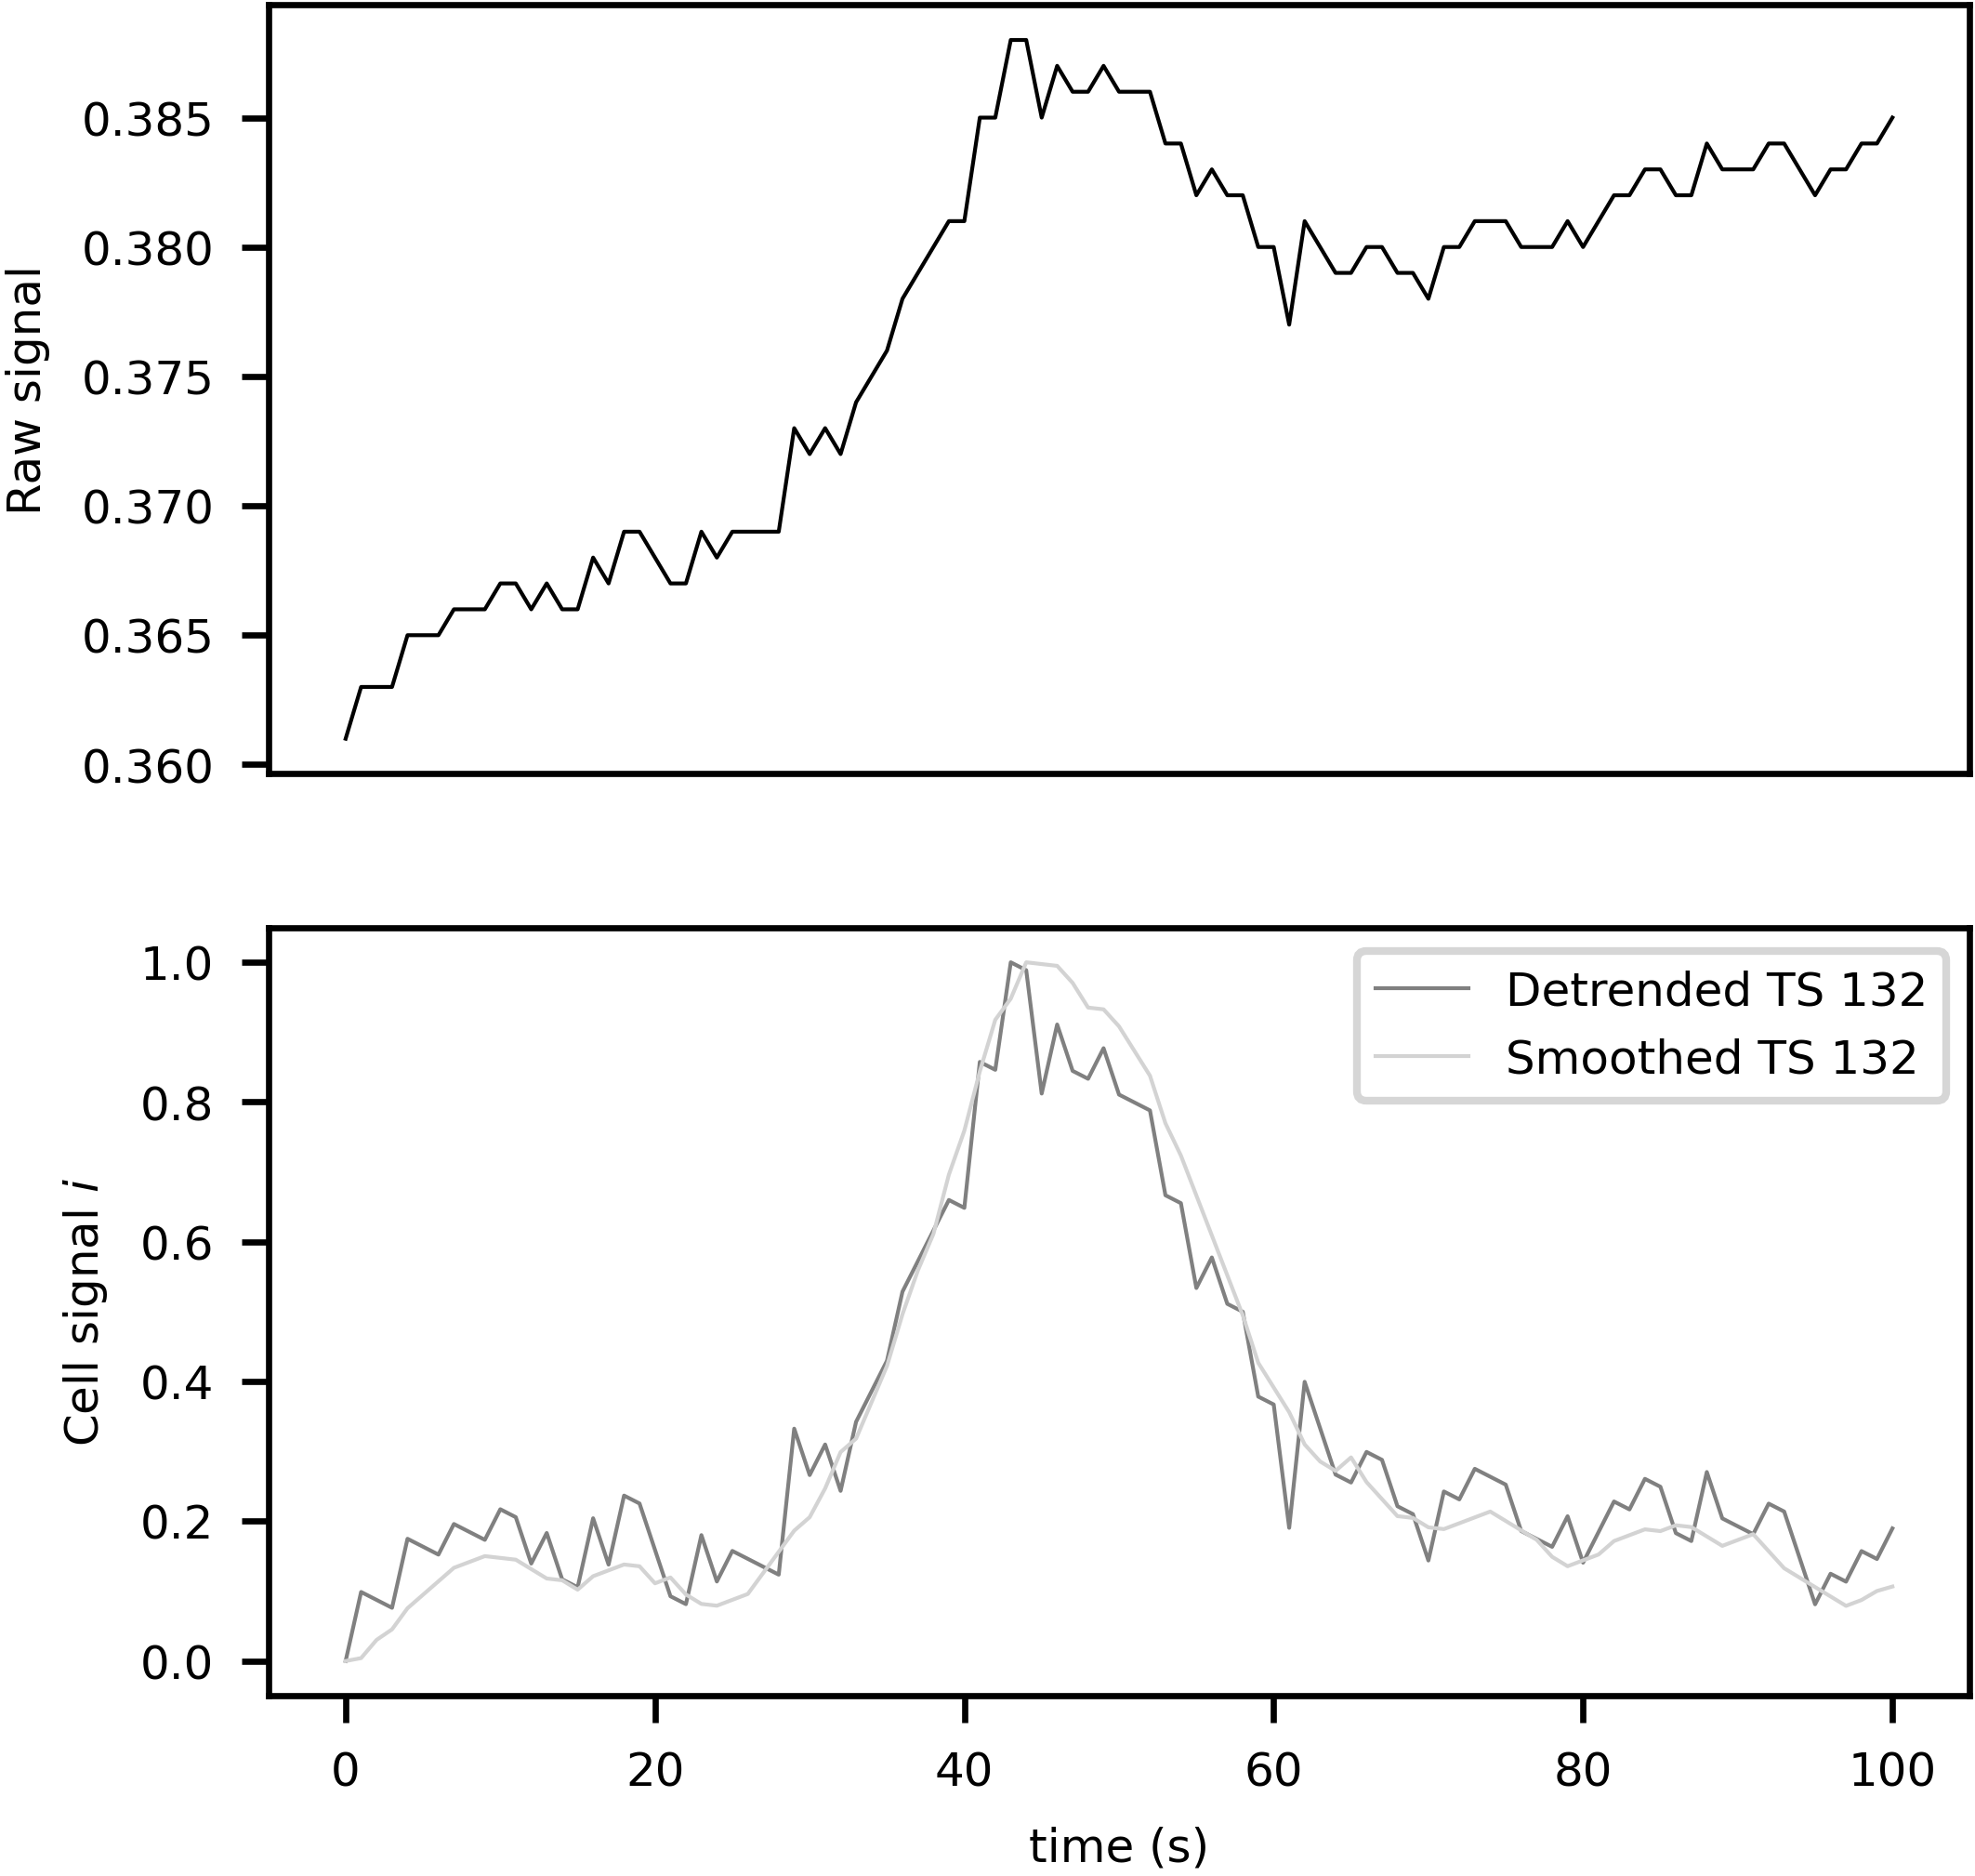 Raw signal
0.385
0.380
0.375
0.370
0.365
0.360
Cell signal i
1.0
0.8
0.6
0.4
0.2
0.0
Detrended TS 132
Smoothed TS 132
0 20 40 60 80 100
time (s)